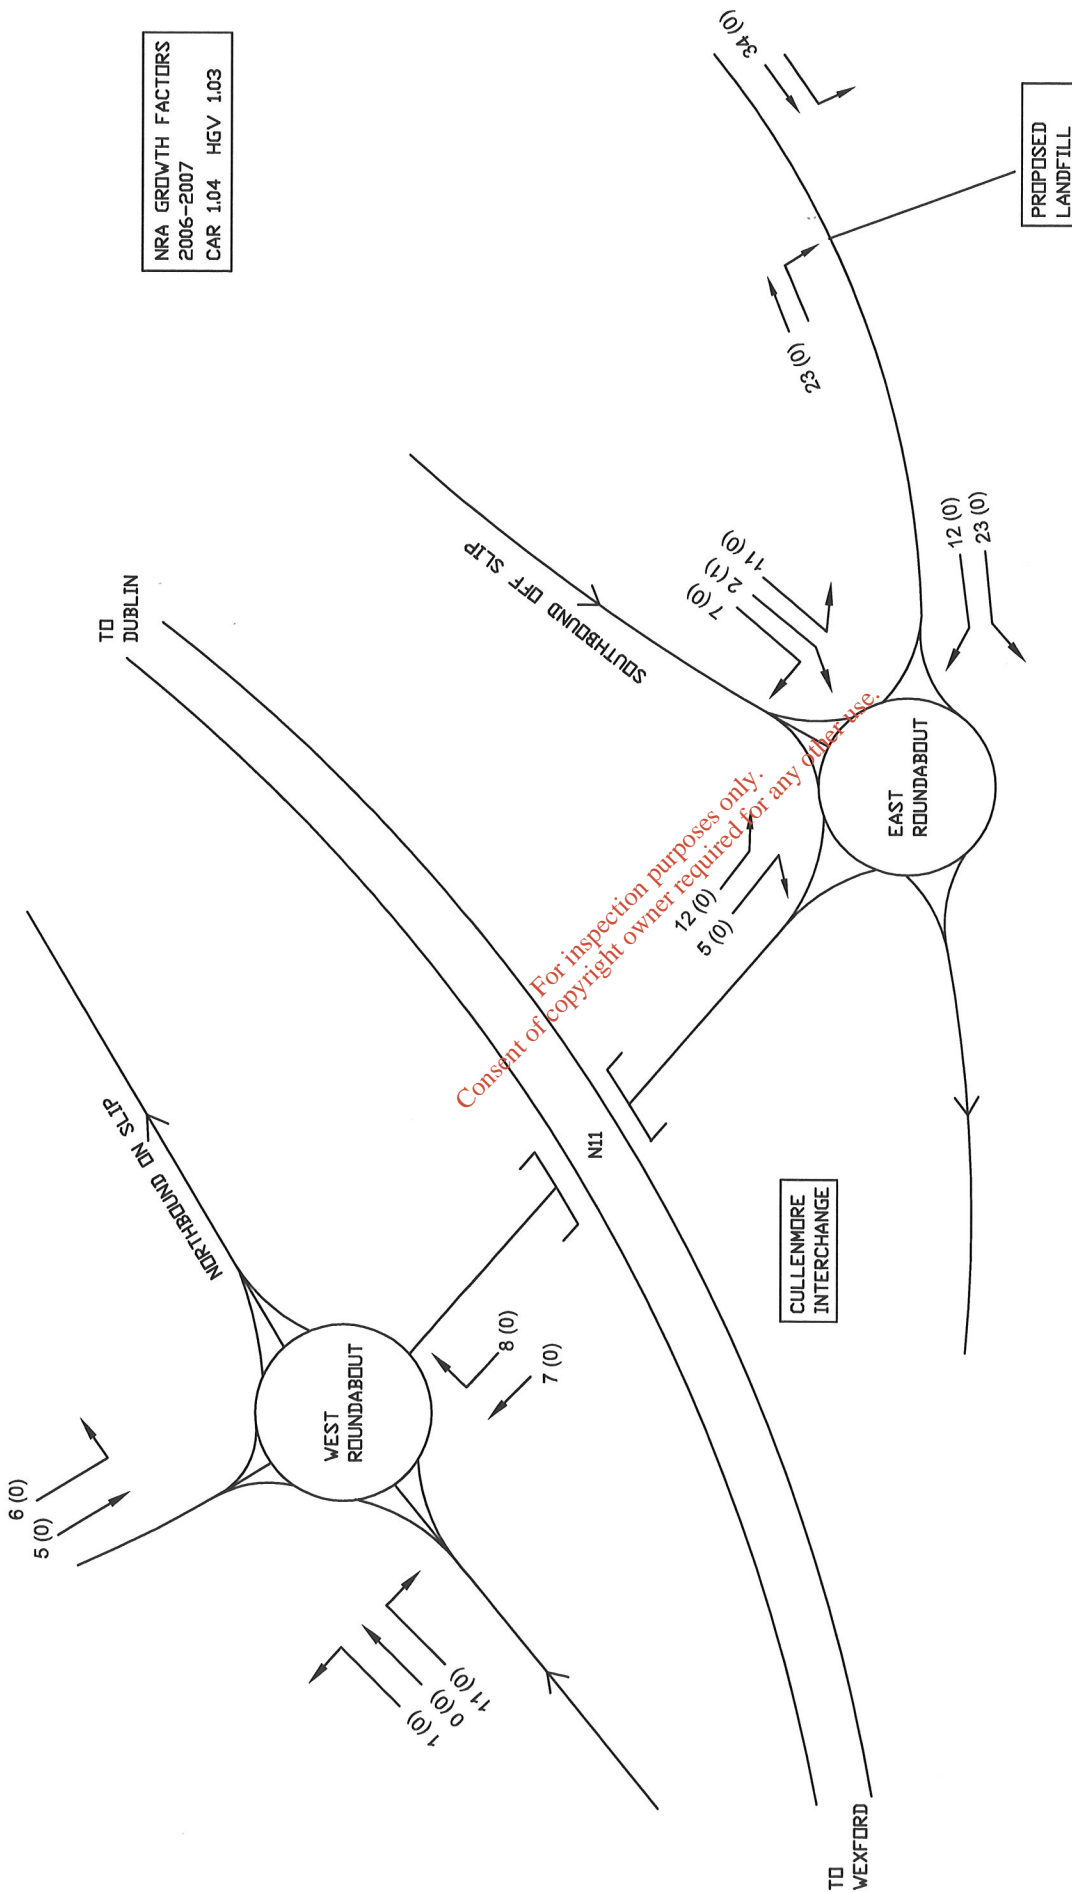 NRA GROWTH FACTORS
2006-2007
CAR 1.04 HGV 1.03
34 (0)
PROPOSED
LANDFILL
23 (0)
TO
DUBLIN
SOUTHBOUND OFF SLIP
7 (0)
2 (1)
11 (0)
12 (0)
23 (0)
EAST
ROUNDABOUT
12 (0)
5 (0)
For inspection purposes only.
Consent of copyright owner required for any other use.
NORTHBOUND ON SLIP
N11
CULLENMORE
INTERCHANGE
WEST
ROUNDABOUT
8 (0)
7 (0)
6 (0)
5 (0)
1 (0)
0 (0)
11 (0)
TO
WEXFORD